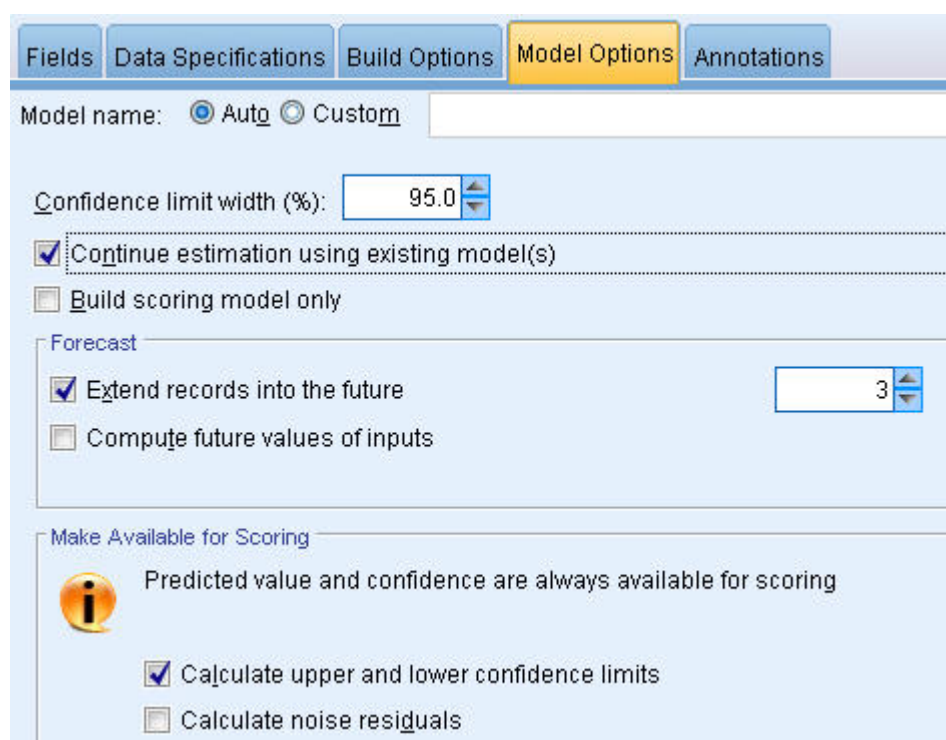 Fields Data Specifications Build Options Model Options Annotations
Model name: Auto Custom
Confidence limit width (%): 95.0
Continue estimation using existing model(s)
Build scoring model only
Forecast
Extend records into the future 3
Compute future values of inputs
Make Available for Scoring
Predicted value and confidence are always available for scoring
Calculate upper and lower confidence limits
Calculate noise residuals